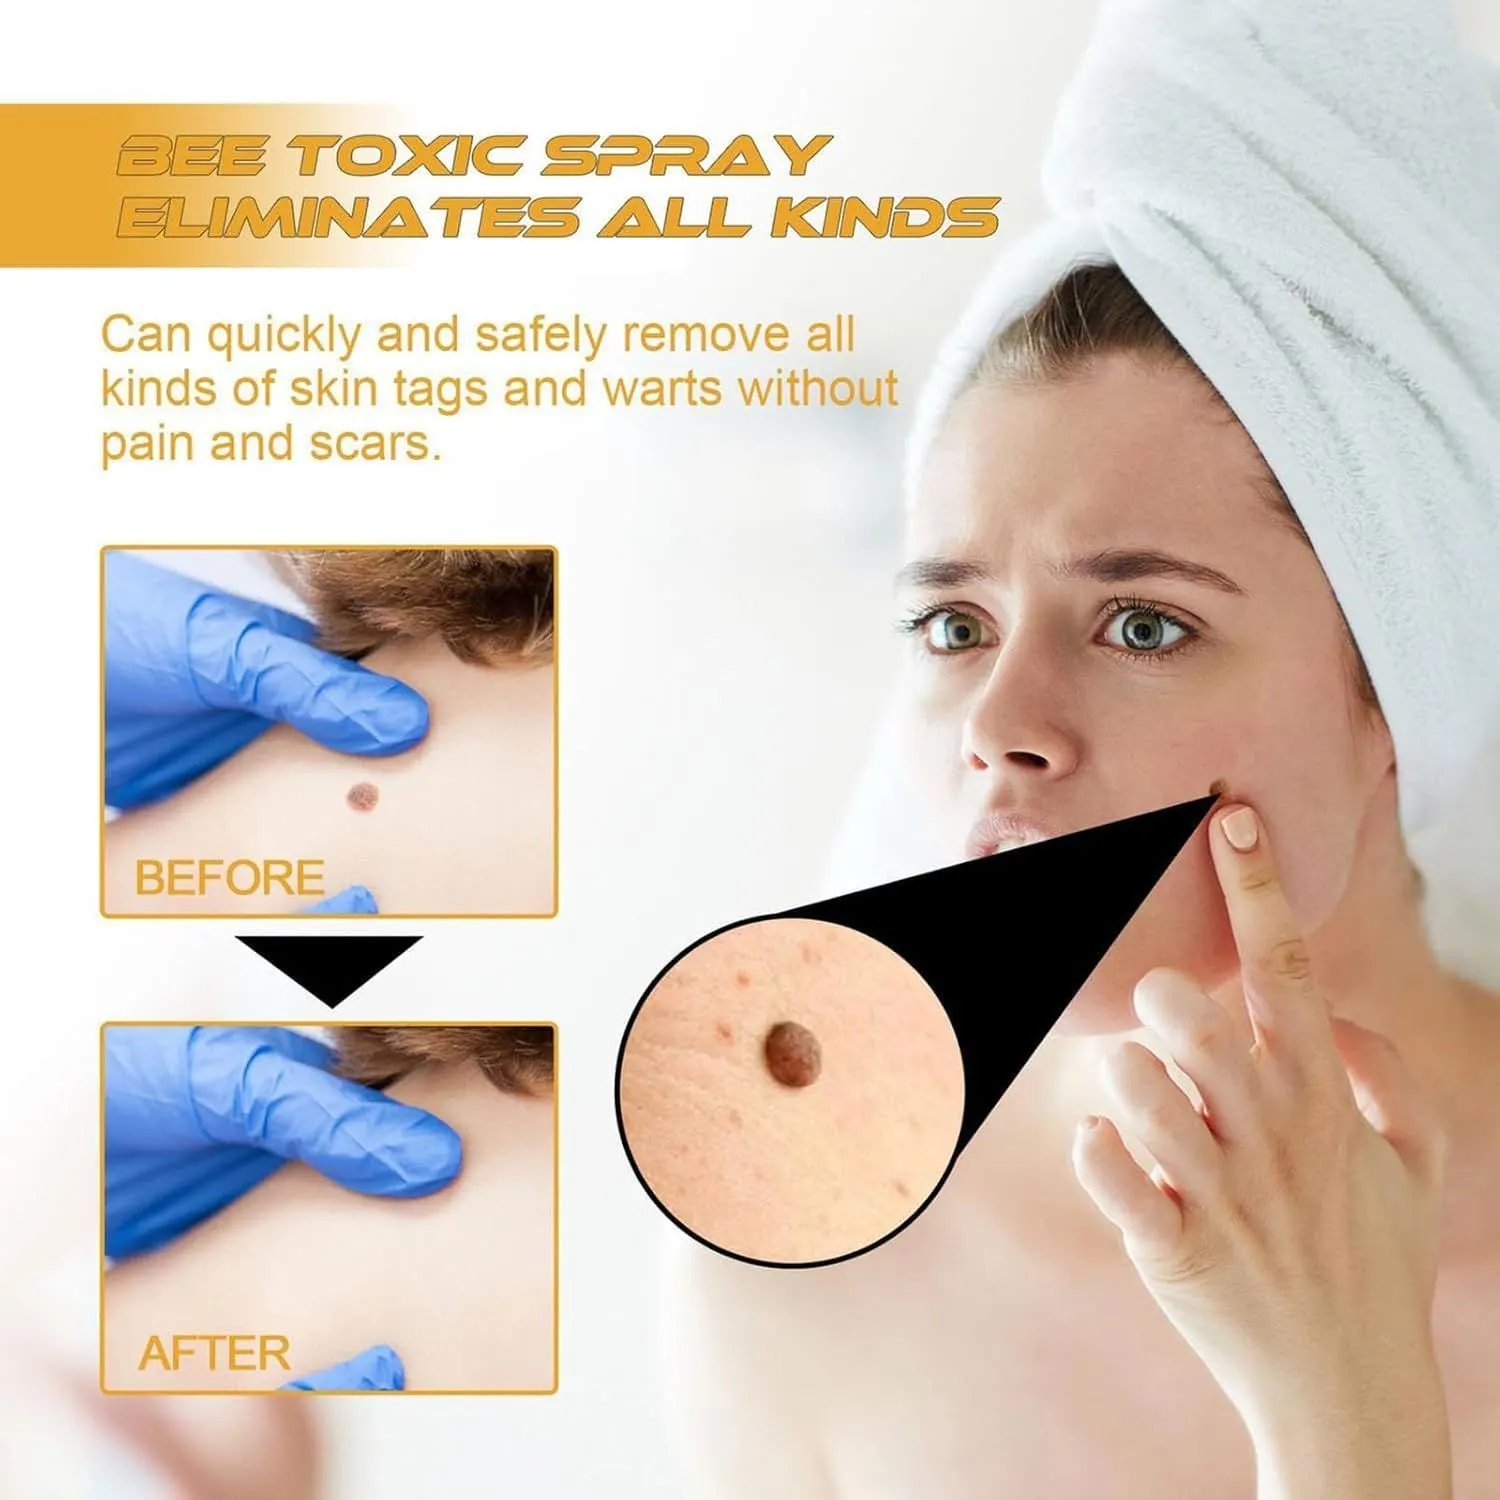 BEE TOXIC SPRAY
ELIMINATES ALL KINDS
Can quickly and safely remove all
kinds of skin tags and warts without
pain and scars.
BEFORE
AFTER